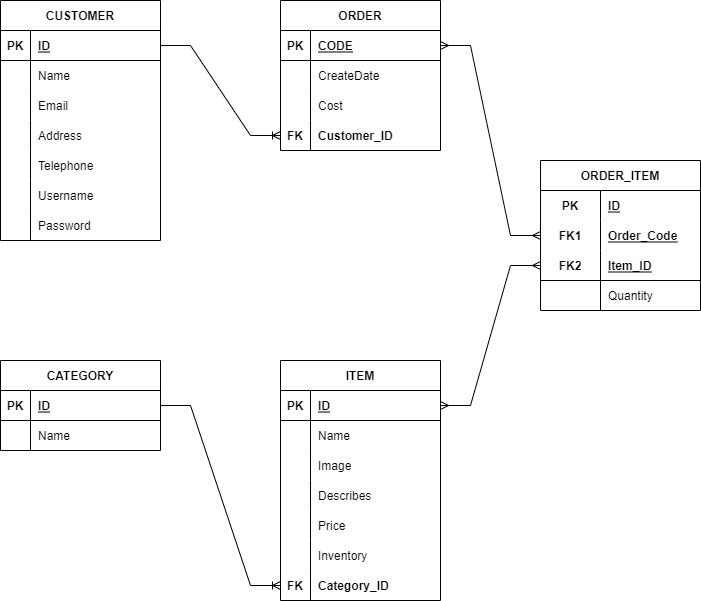 CUSTOMER
PK ID
Name
Email
Address
Telephone
Username
Password
ORDER
PK CODE
CreateDate
Cost
FK Customer_ID
ORDER_ITEM
PK ID
FK1 Order_Code
FK2 Item_ID
Quantity
CATEGORY
PK ID
Name
ITEM
PK ID
Name
Image
Describes
Price
Inventory
FK Category_ID